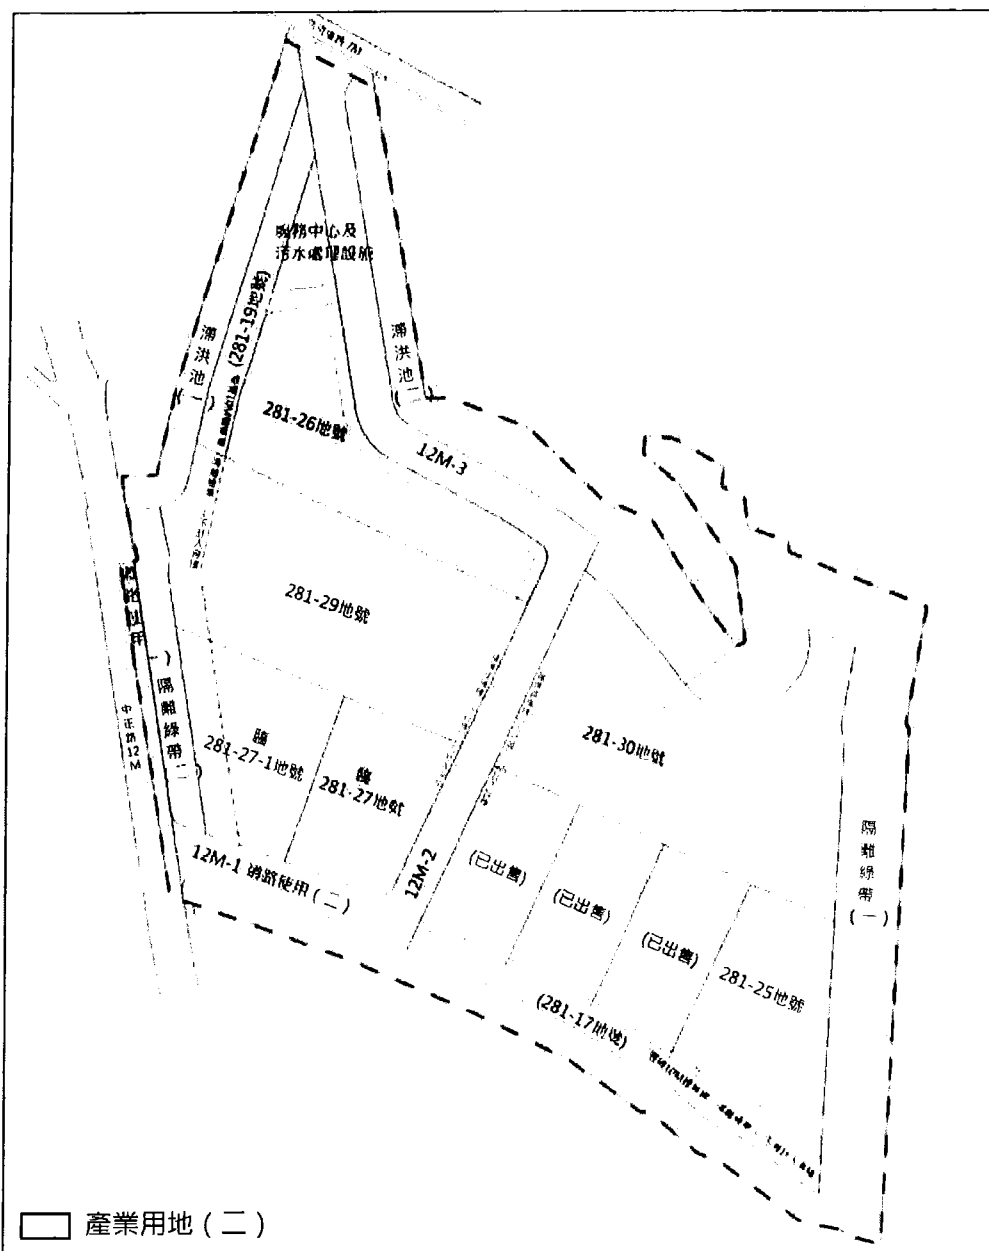 服務中心及
污水處理設施
(281-19地號)
滯洪池(一)
滯洪池(二)
281-26地號
12M-3
281-29地號
道路使用(一)
隔離綠帶(二)
中正路12M
281-27-1地號
281-27地號
281-30地號
12M-1 道路使用(二)
12M-2
(已出售)
(已出售)
(已出售)
281-25地號
隔離綠帶(一)
(281-17地號)
產業用地(二)